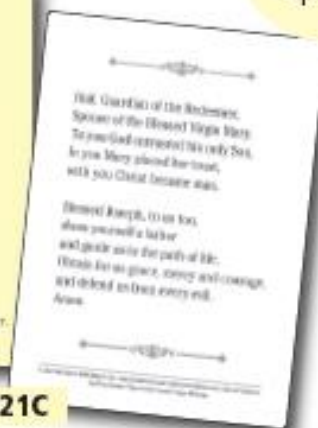 Hail, Guardian of the Redeemer,
Spouse of the Blessed Virgin Mary.
To you God entrusted his only Son;
in you Mary placed her trust;
with you Christ became man.
Blessed Joseph, to us too,
show yourself a father
and guide us in the path of life.
Obtain for us grace, mercy and courage,
and defend us from every evil.
Amen.
21C